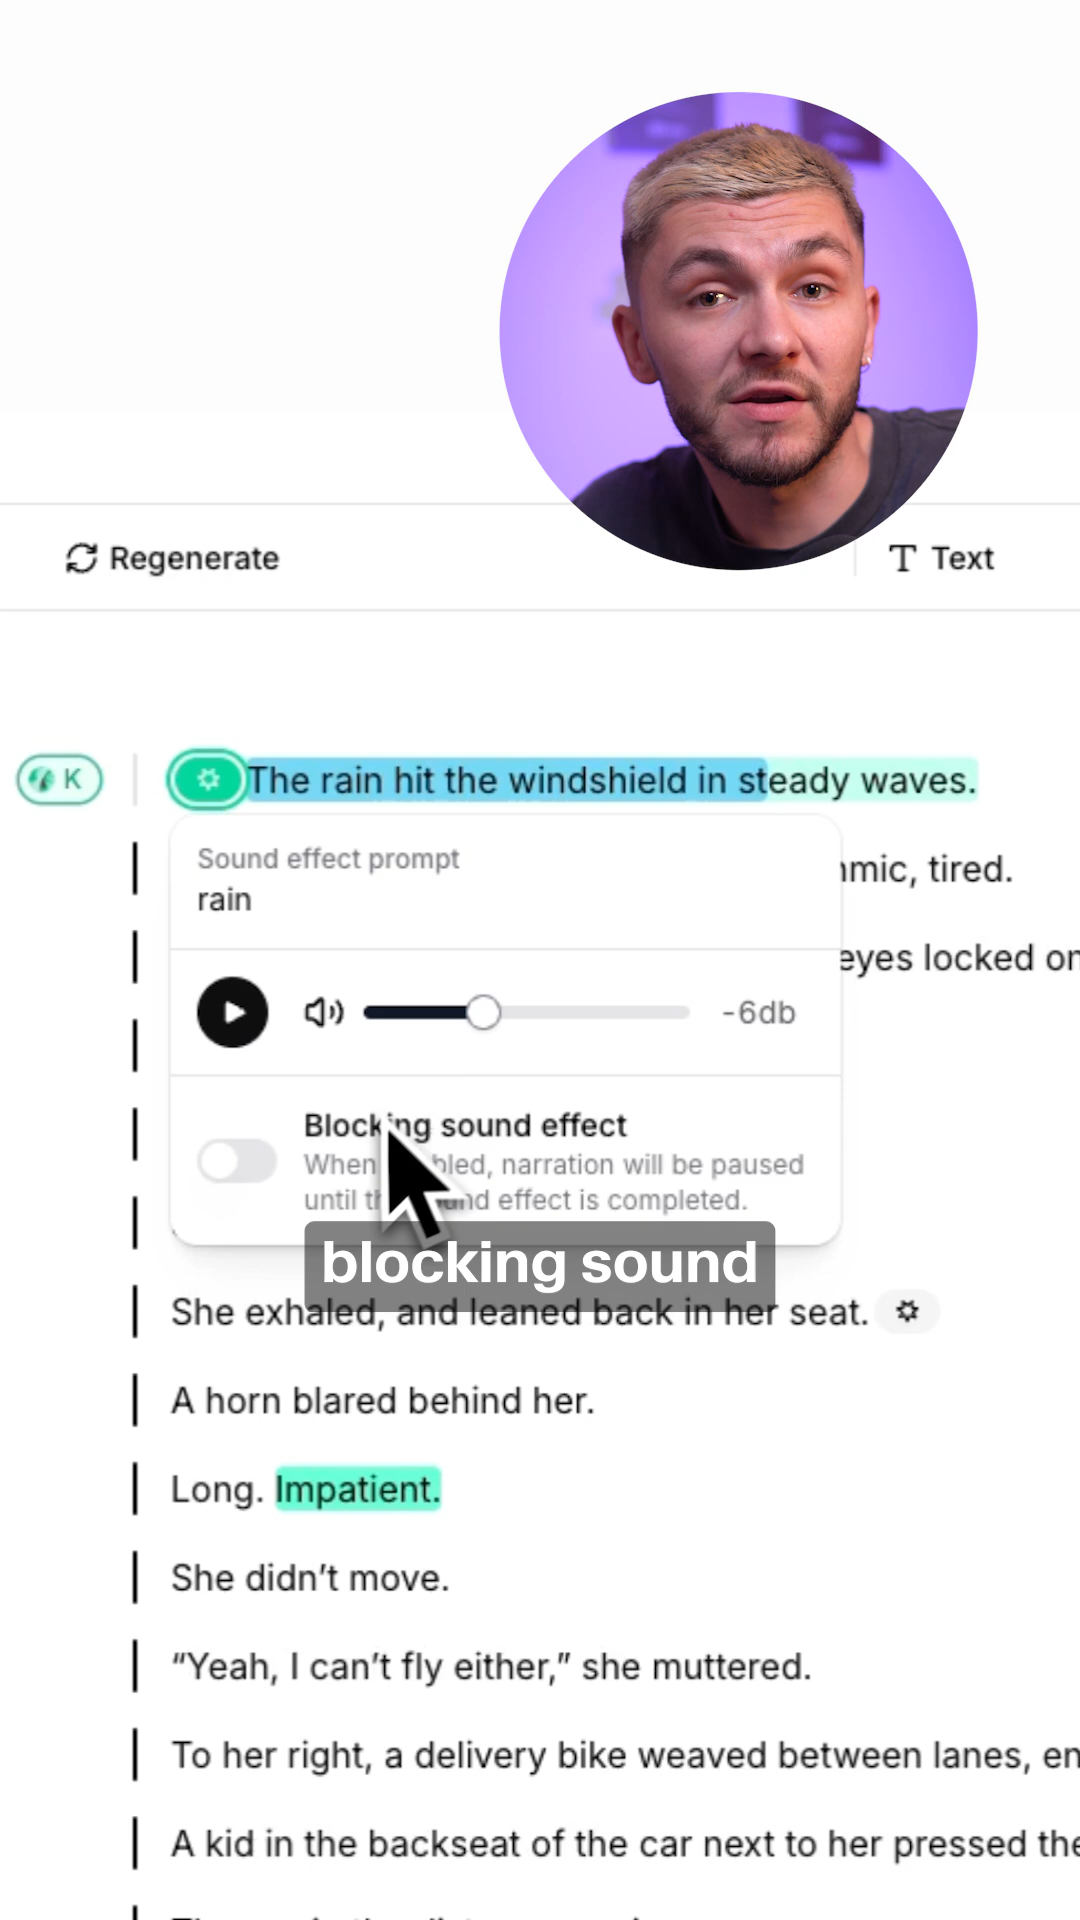 Regenerate
Text
K
The rain hit the windshield in steady waves.
Sound effect prompt
rain
mic, tired.
eyes locked on
-6db
Blocking sound effect
When bled, narration will be paused
until th und effect is completed.
blocking sound
She exhaled, and leaned back in her seat.
A horn blared behind her.
Long. Impatient.
She didn’t move.
“Yeah, I can’t fly either,” she muttered.
To her right, a delivery bike weaved between lanes, en
A kid in the backseat of the car next to her pressed the